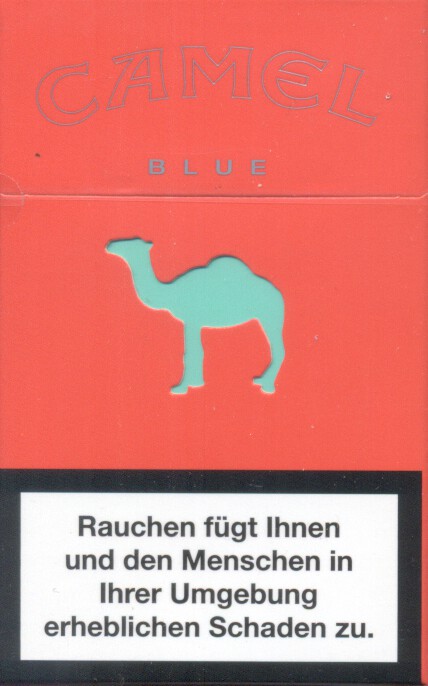 CAMEL
BLUE
Rauchen fügt Ihnen
und den Menschen in
Ihrer Umgebung
erheblichen Schaden zu.